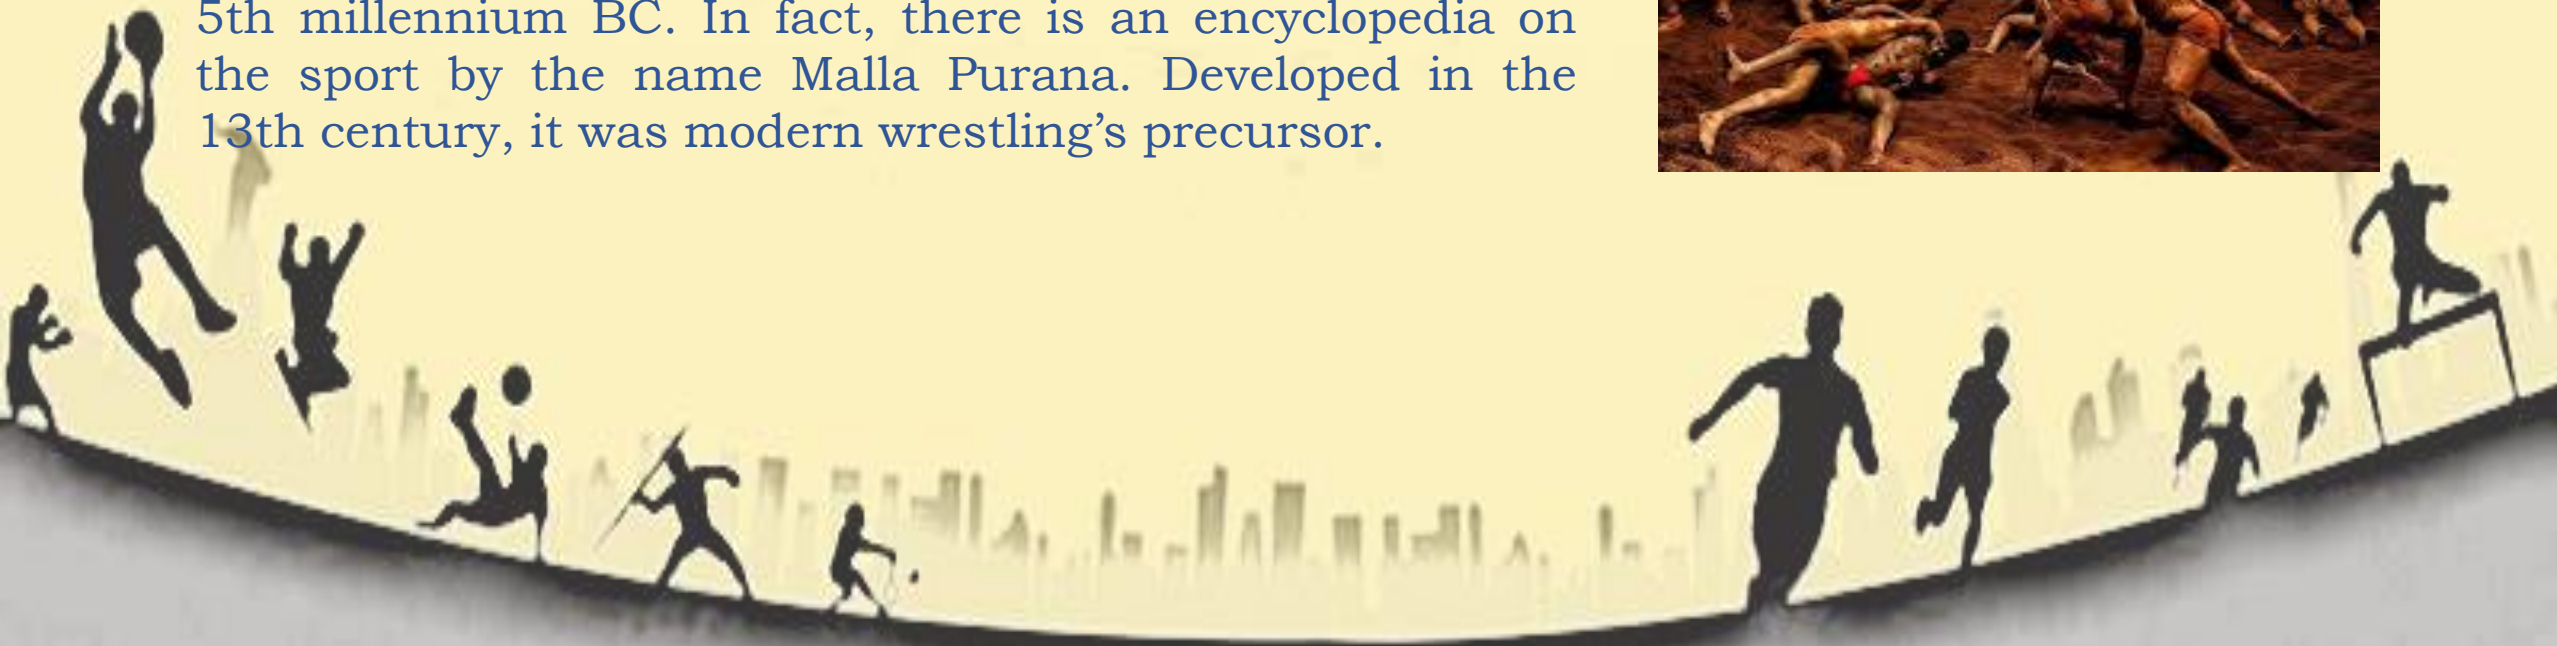 5th millennium BC. In fact, there is an encyclopedia on
the sport by the name Malla Purana. Developed in the
13th century, it was modern wrestling’s precursor.